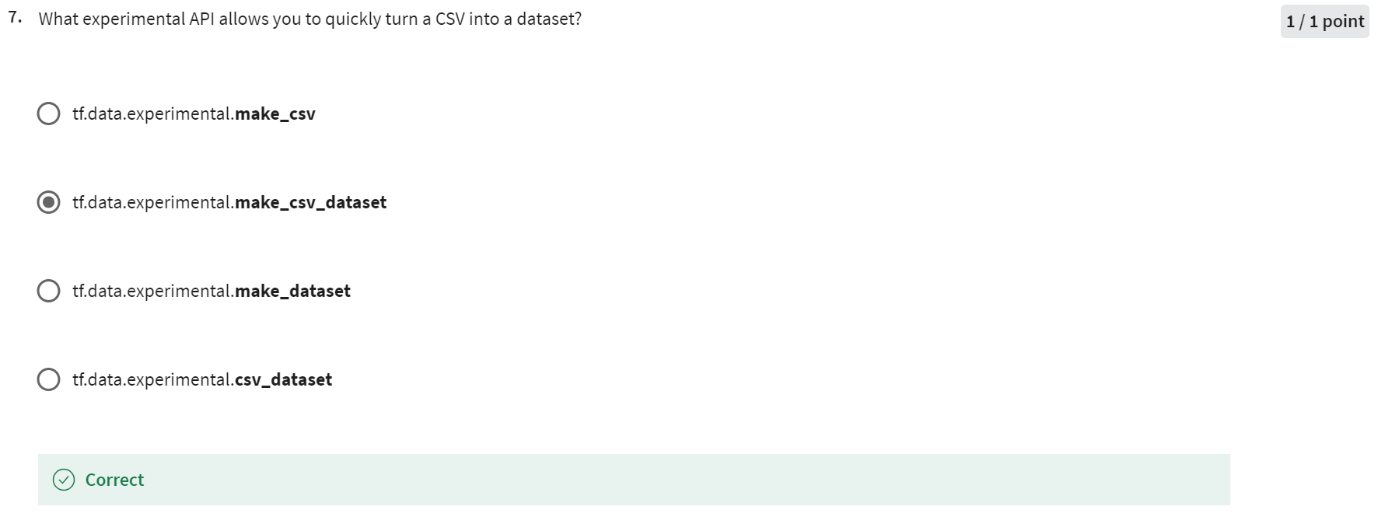 7. What experimental API allows you to quickly turn a CSV into a dataset?
1 / 1 point
tf.data.experimental.make_csv
tf.data.experimental.make_csv_dataset
tf.data.experimental.make_dataset
tf.data.experimental.csv_dataset
Correct